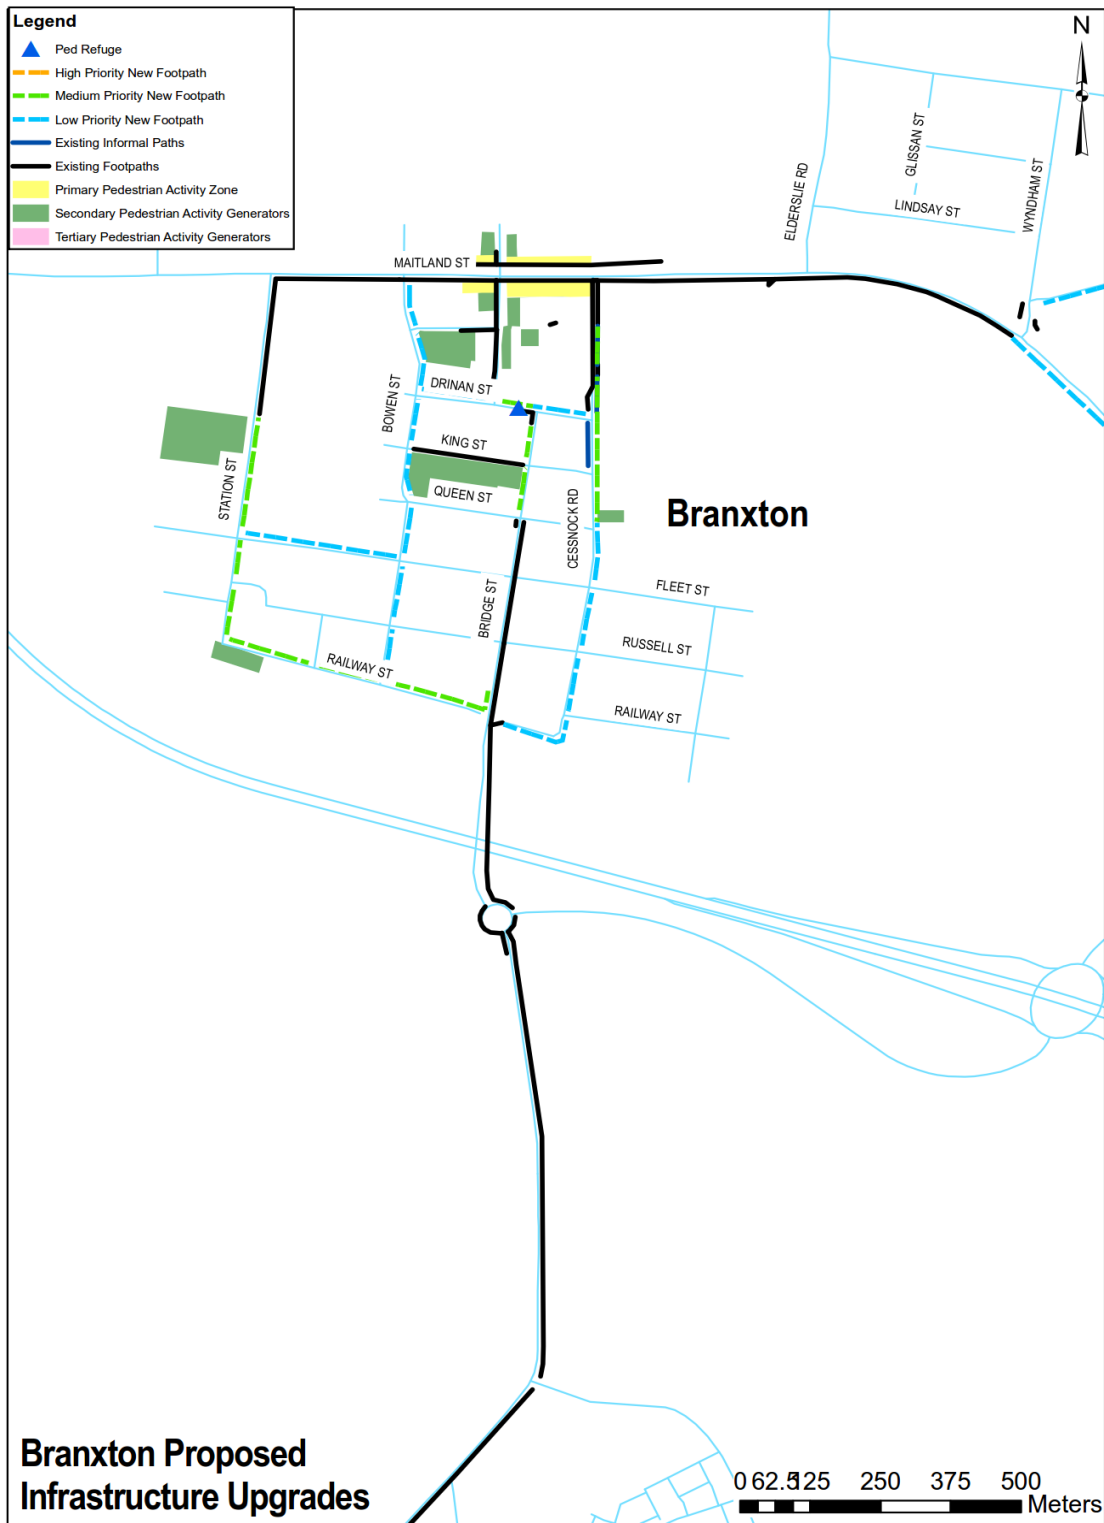 Legend
Ped Refuge
High Priority New Footpath
Medium Priority New Footpath
Low Priority New Footpath
Existing Informal Paths
Existing Footpaths
Primary Pedestrian Activity Zone
Secondary Pedestrian Activity Generators
Tertiary Pedestrian Activity Generators
N
GLISSAN ST
ELDERSLIE RD
LINDSAY ST
WYNDHAM ST
MAITLAND ST
DRINAN ST
BOWEN ST
KING ST
STATION ST
QUEEN ST
CESSNOCK RD
Branxton
BRIDGE ST
FLEET ST
RUSSELL ST
RAILWAY ST
RAILWAY ST
Branxton Proposed
Infrastructure Upgrades
0 62.5 125 250 375 500
Meters